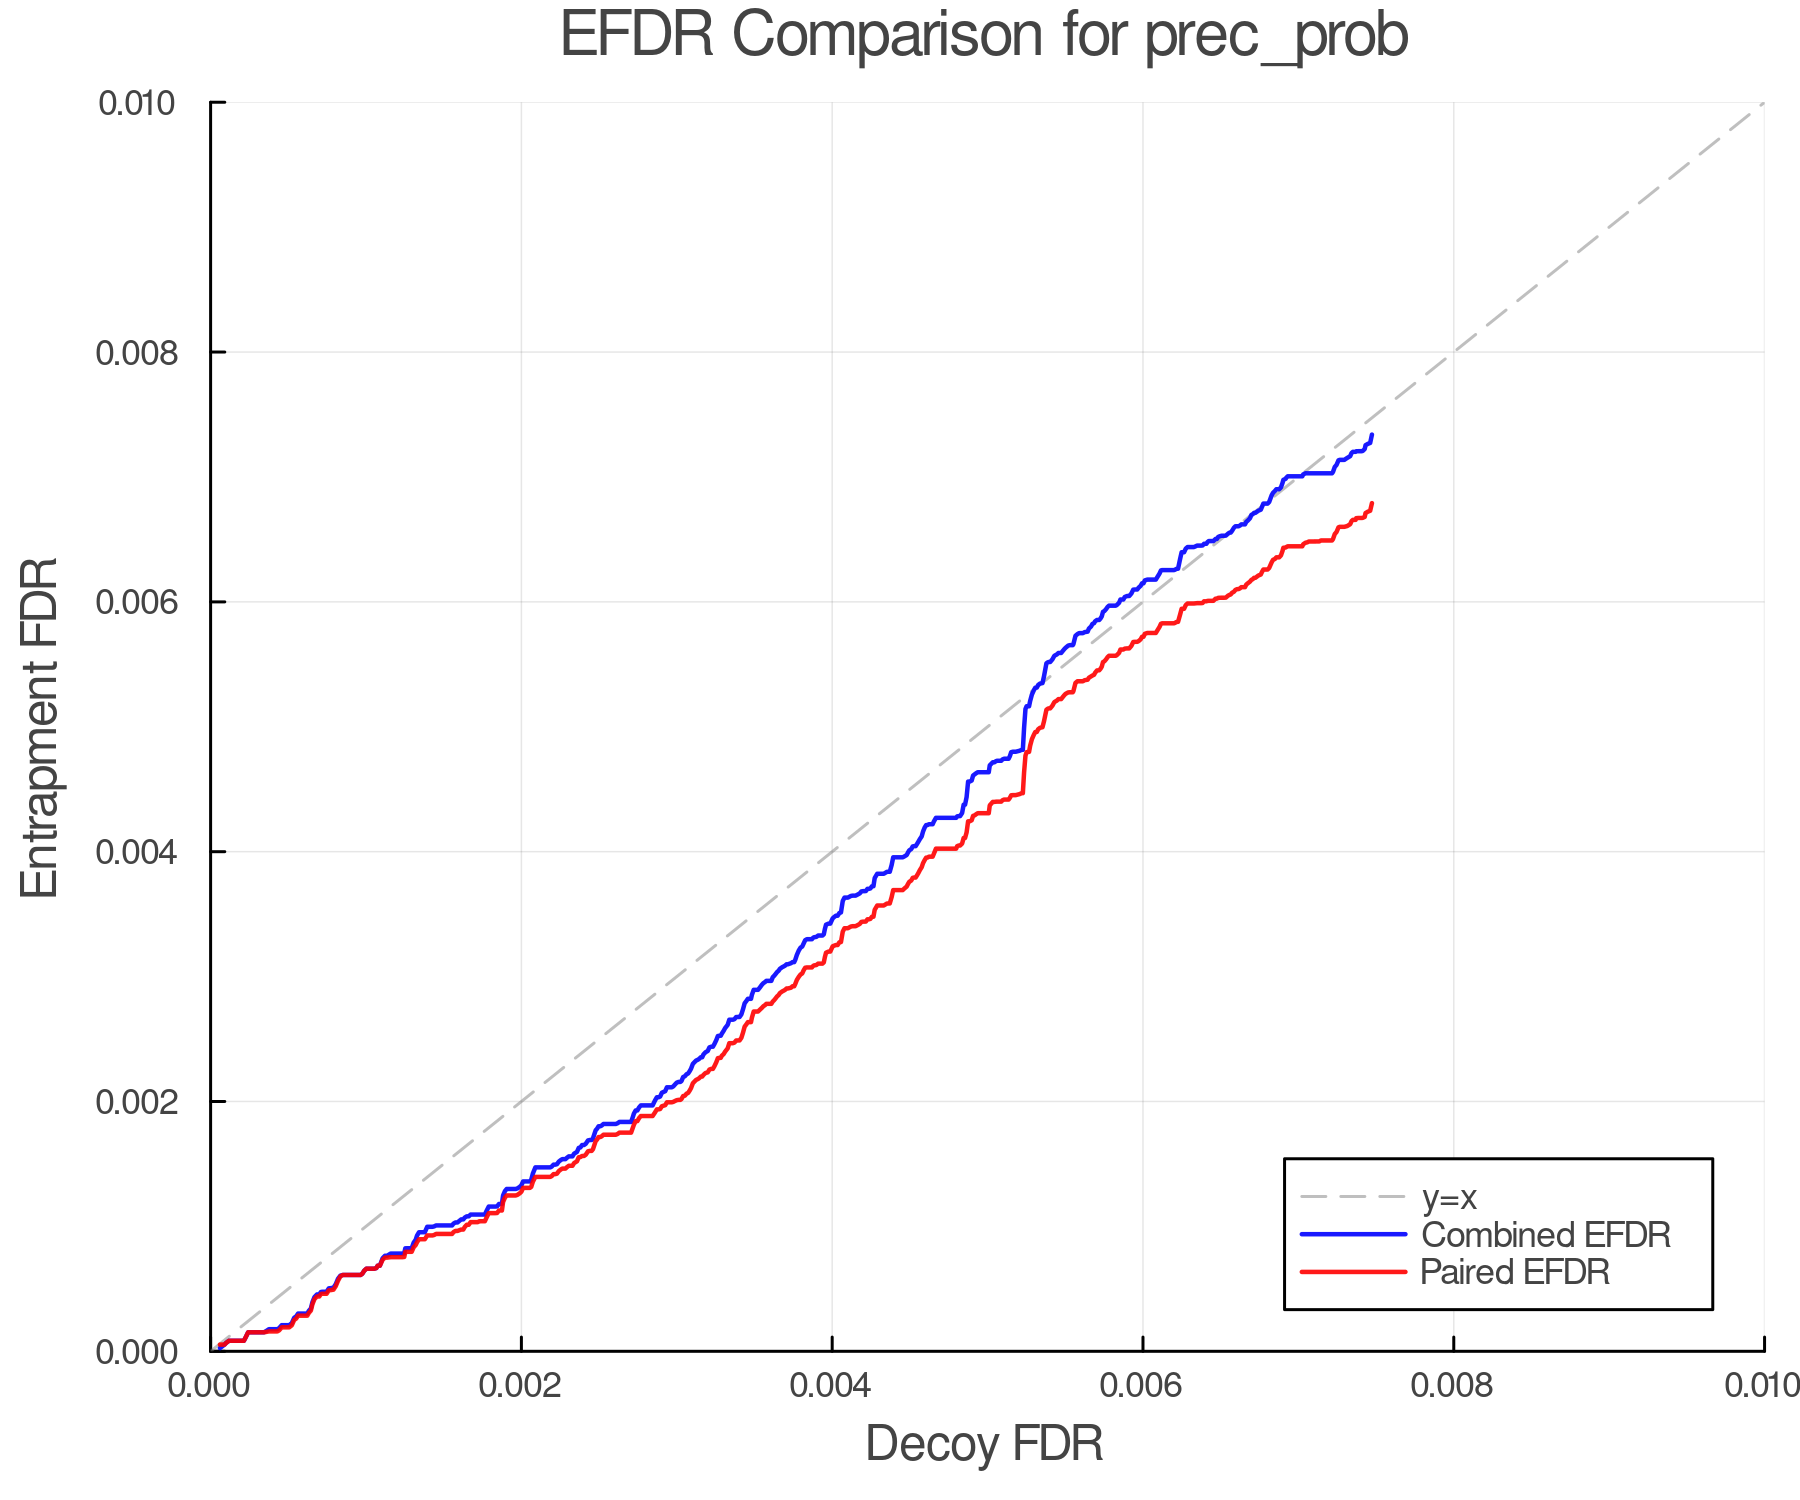 EFDR Comparison for prec_prob
Entrapment FDR
0.010
0.008
0.006
0.004
0.002
0.000
0.000 0.002 0.004 0.006 0.008 0.010
Decoy FDR
y=x
Combined EFDR
Paired EFDR